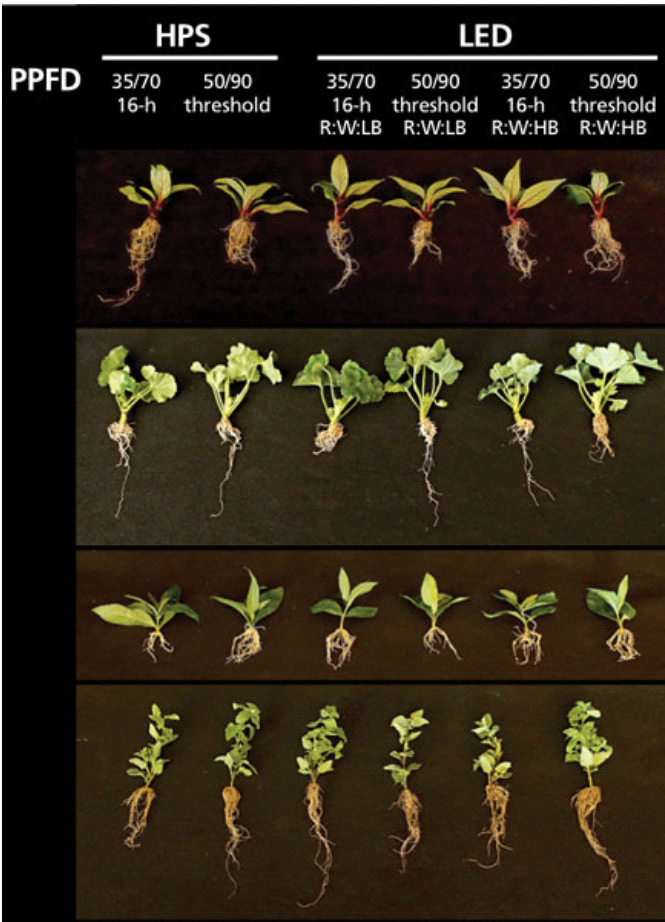 HPS LED
PPFD
35/70
16-h
50/90
threshold
35/70
16-h
R:W:LB
50/90
threshold
R:W:LB
35/70
16-h
R:W:HB
50/90
threshold
R:W:HB